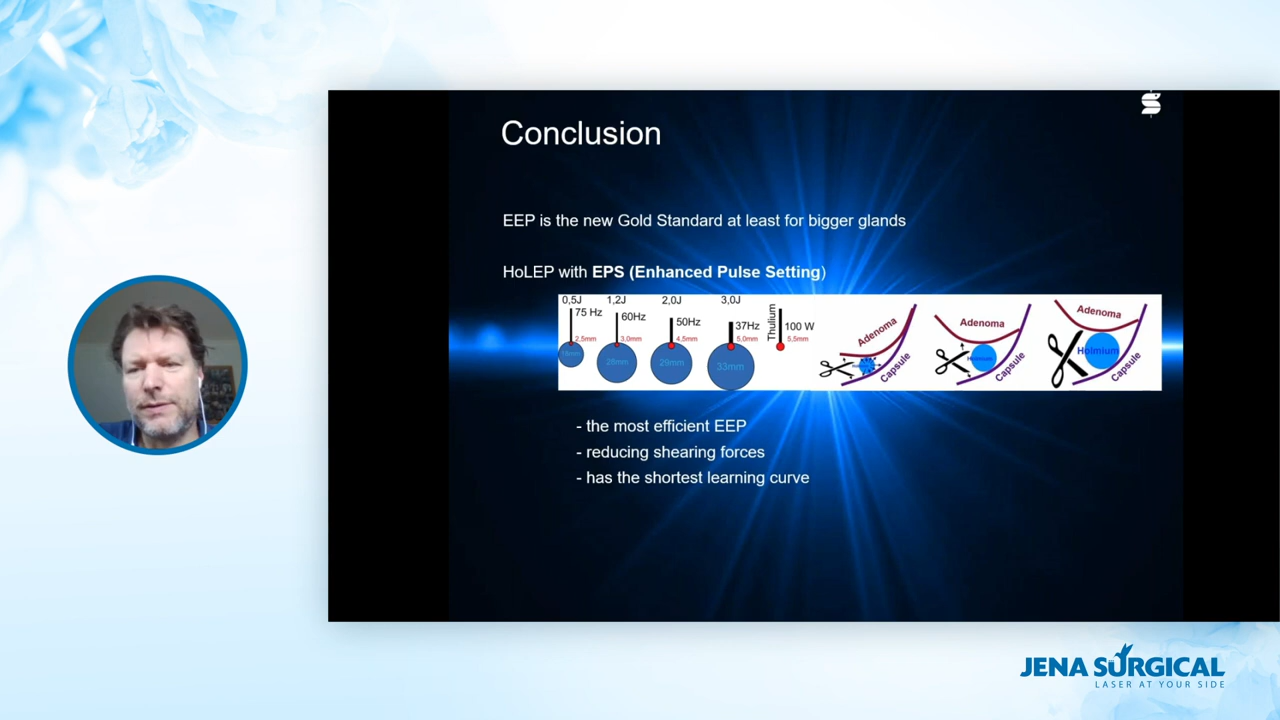 Conclusion
EEP is the new Gold Standard at least for bigger glands
HoLEP with EPS (Enhanced Pulse Setting)
0,5J 1,2J 2,0J 3,0J
75 Hz 60Hz 50Hz 37Hz Thulium 100 W
2,5mm 3,0mm 4,5mm 5,0mm 5,5mm
28mm 33mm
Adenoma Capsule
Adenoma Capsule
Adenoma Holmium Capsule
- the most efficient EEP
- reducing shearing forces
- has the shortest learning curve
JENA SURGICAL
LASER AT YOUR SIDE